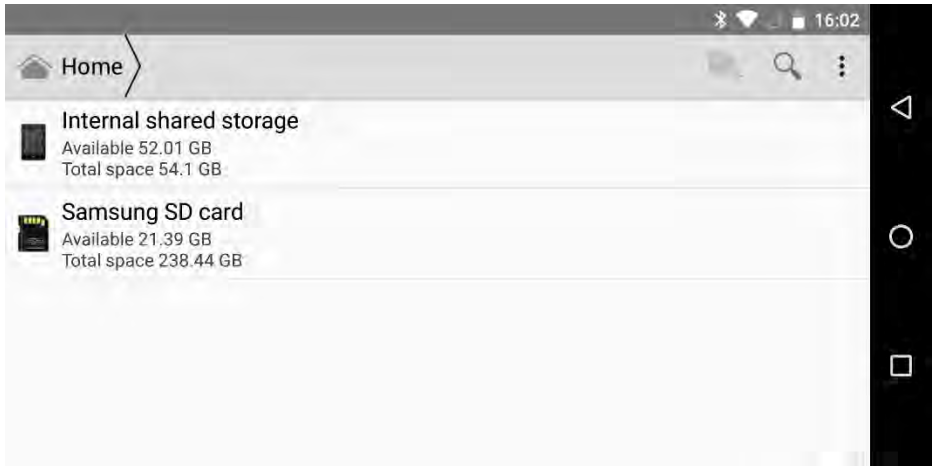 16:02
Home
Internal shared storage
Available 52.01 GB
Total space 54.1 GB
Samsung SD card
Available 21.39 GB
Total space 238.44 GB